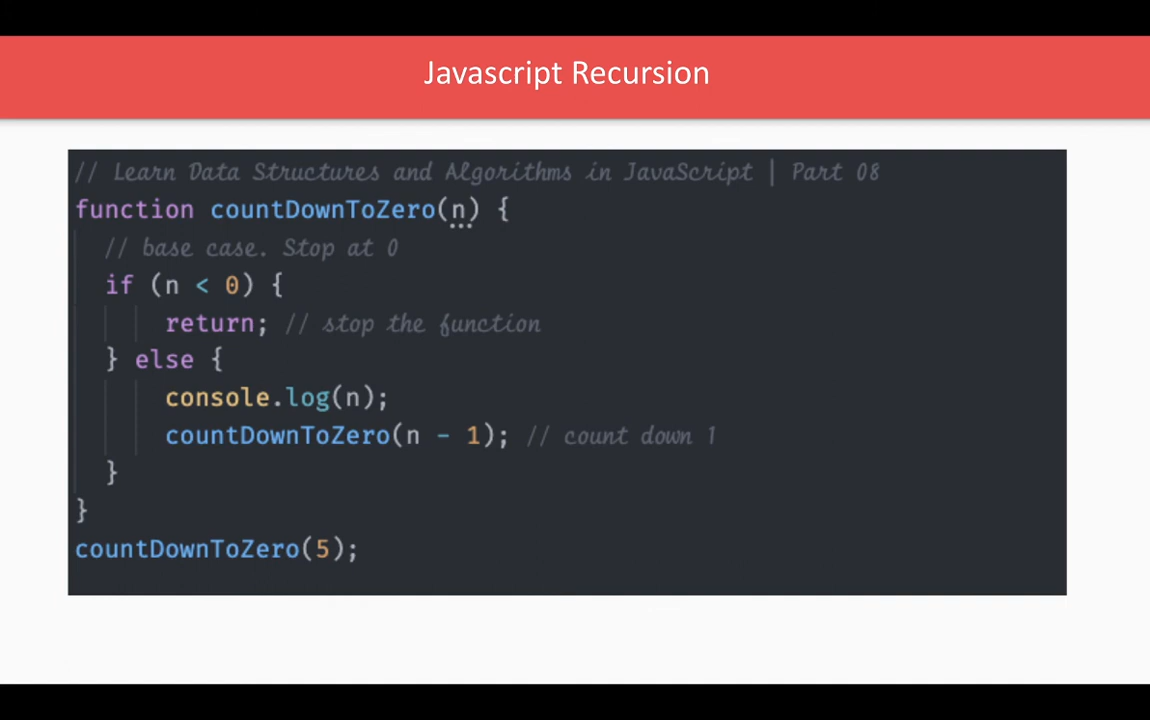 Javascript Recursion
// Learn Data Structures and Algorithms in JavaScript | Part 08
function countDownToZero(n) {
// base case. Stop at 0
if (n < 0) {
return; // stop the function
} else {
console.log(n);
countDownToZero(n - 1); // count down 1
}
}
countDownToZero(5);